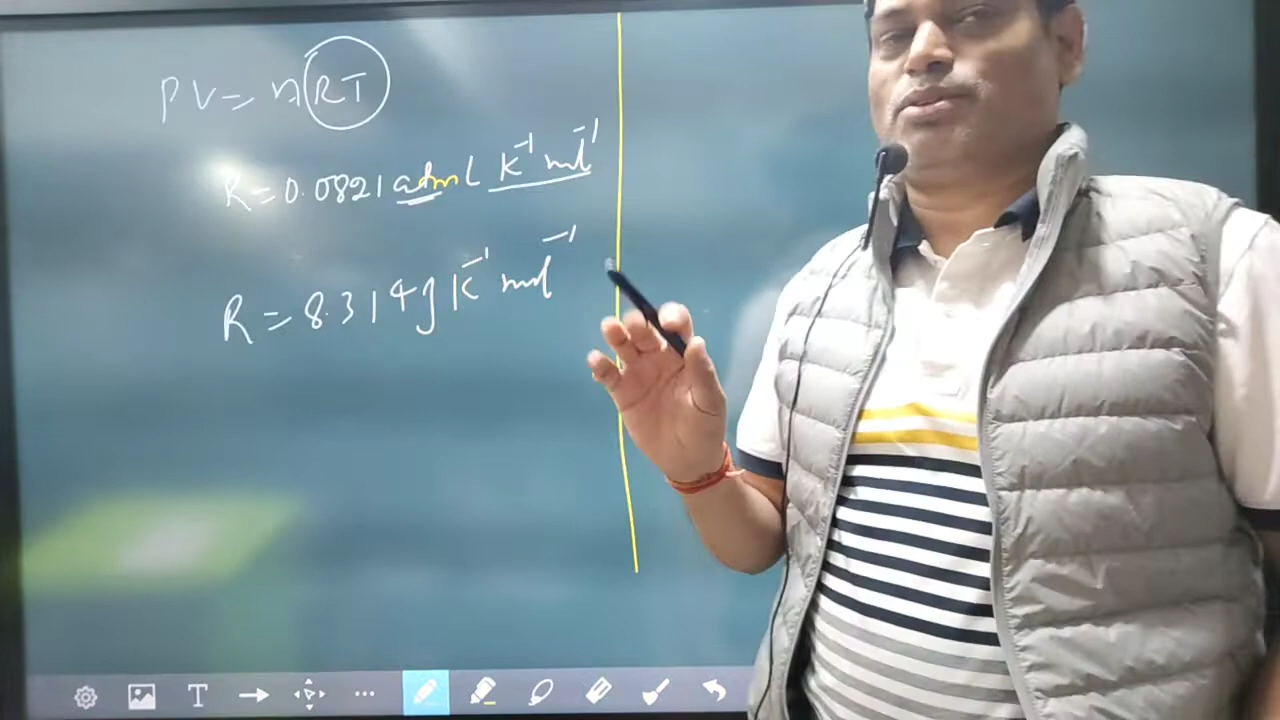 PV = nRT
R = 0.0821 atm L K⁻¹ mol⁻¹
R = 8.314 J K⁻¹ mol⁻¹
T